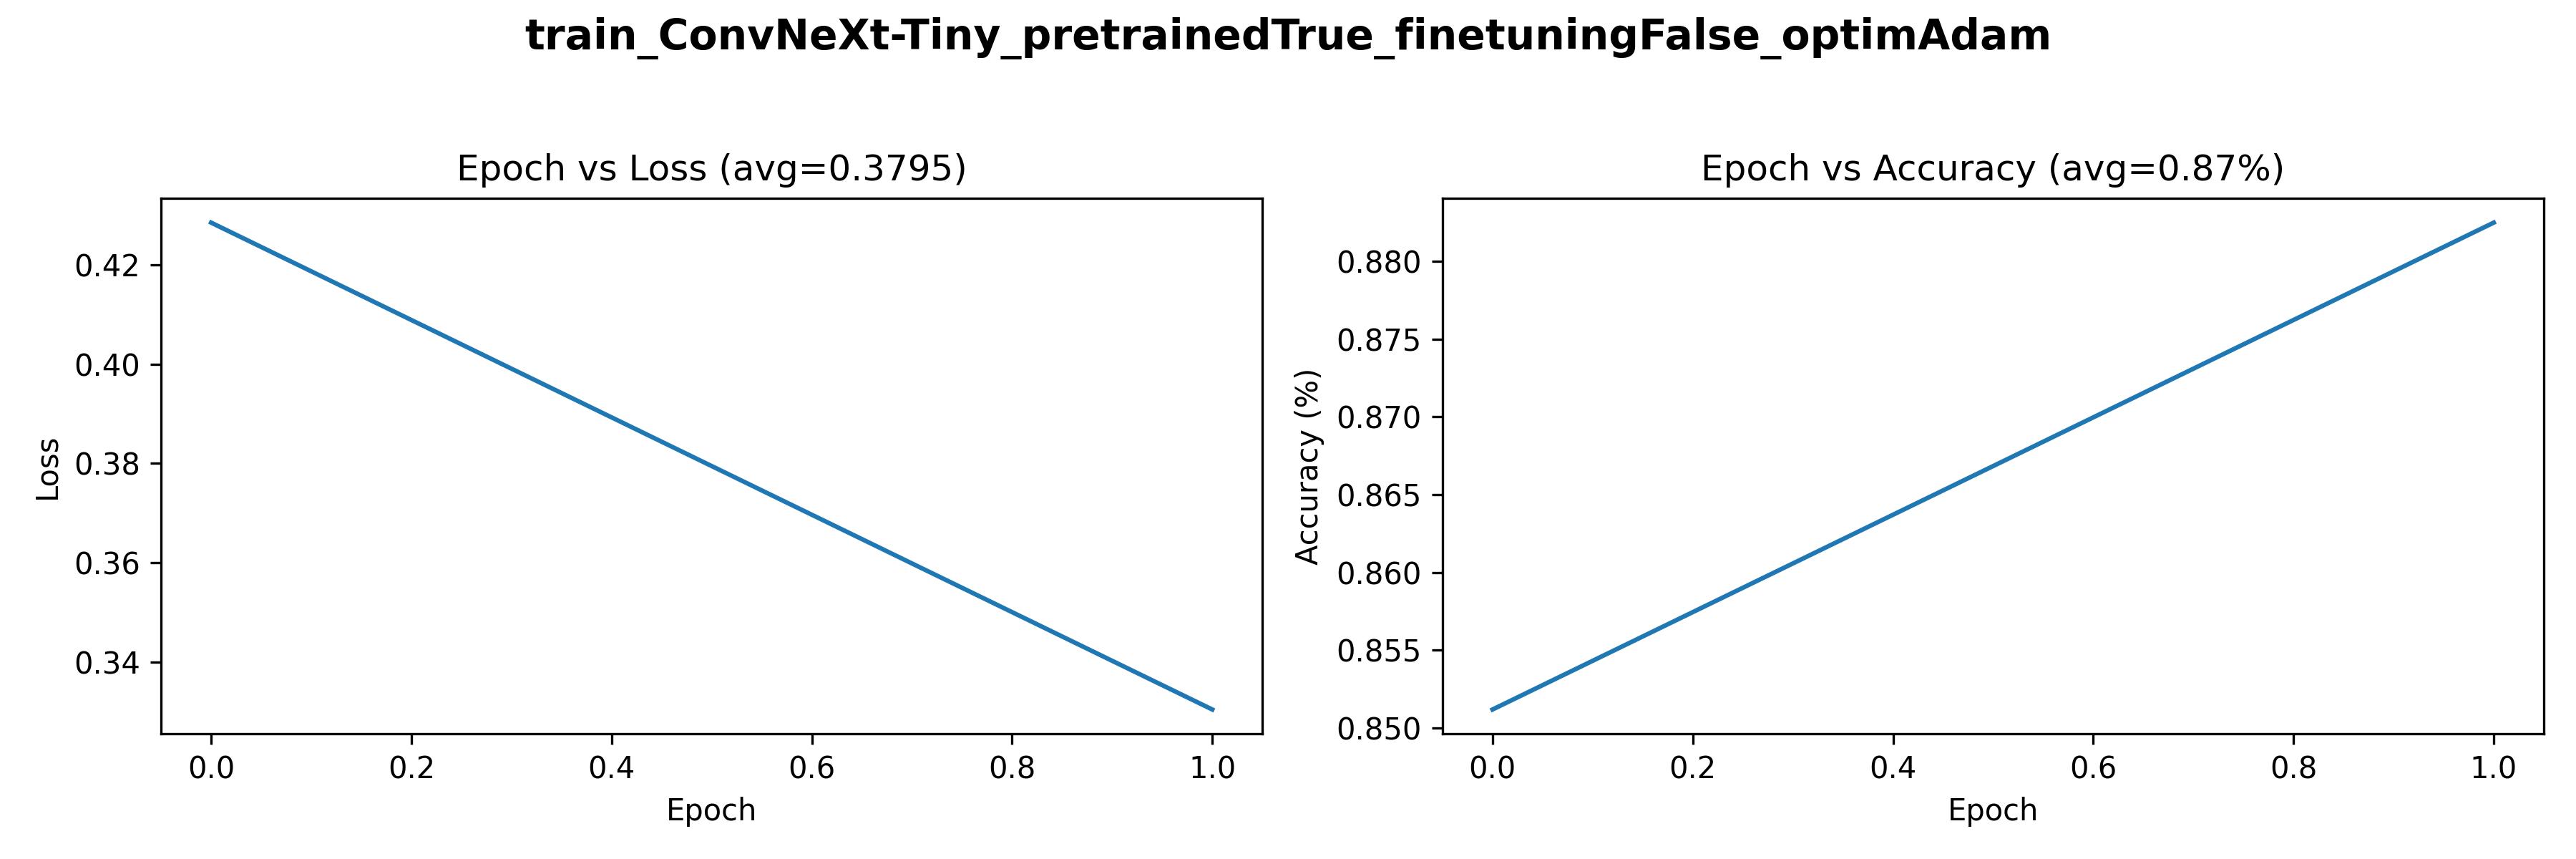 train_ConvNeXt-Tiny_pretrainedTrue_finetuningFalse_optimAdam
Epoch vs Loss (avg=0.3795)
Loss
0.42
0.40
0.38
0.36
0.34
0.0 0.2 0.4 0.6 0.8 1.0
Epoch
Epoch vs Accuracy (avg=0.87%)
Accuracy (%)
0.880
0.875
0.870
0.865
0.860
0.855
0.850
0.0 0.2 0.4 0.6 0.8 1.0
Epoch